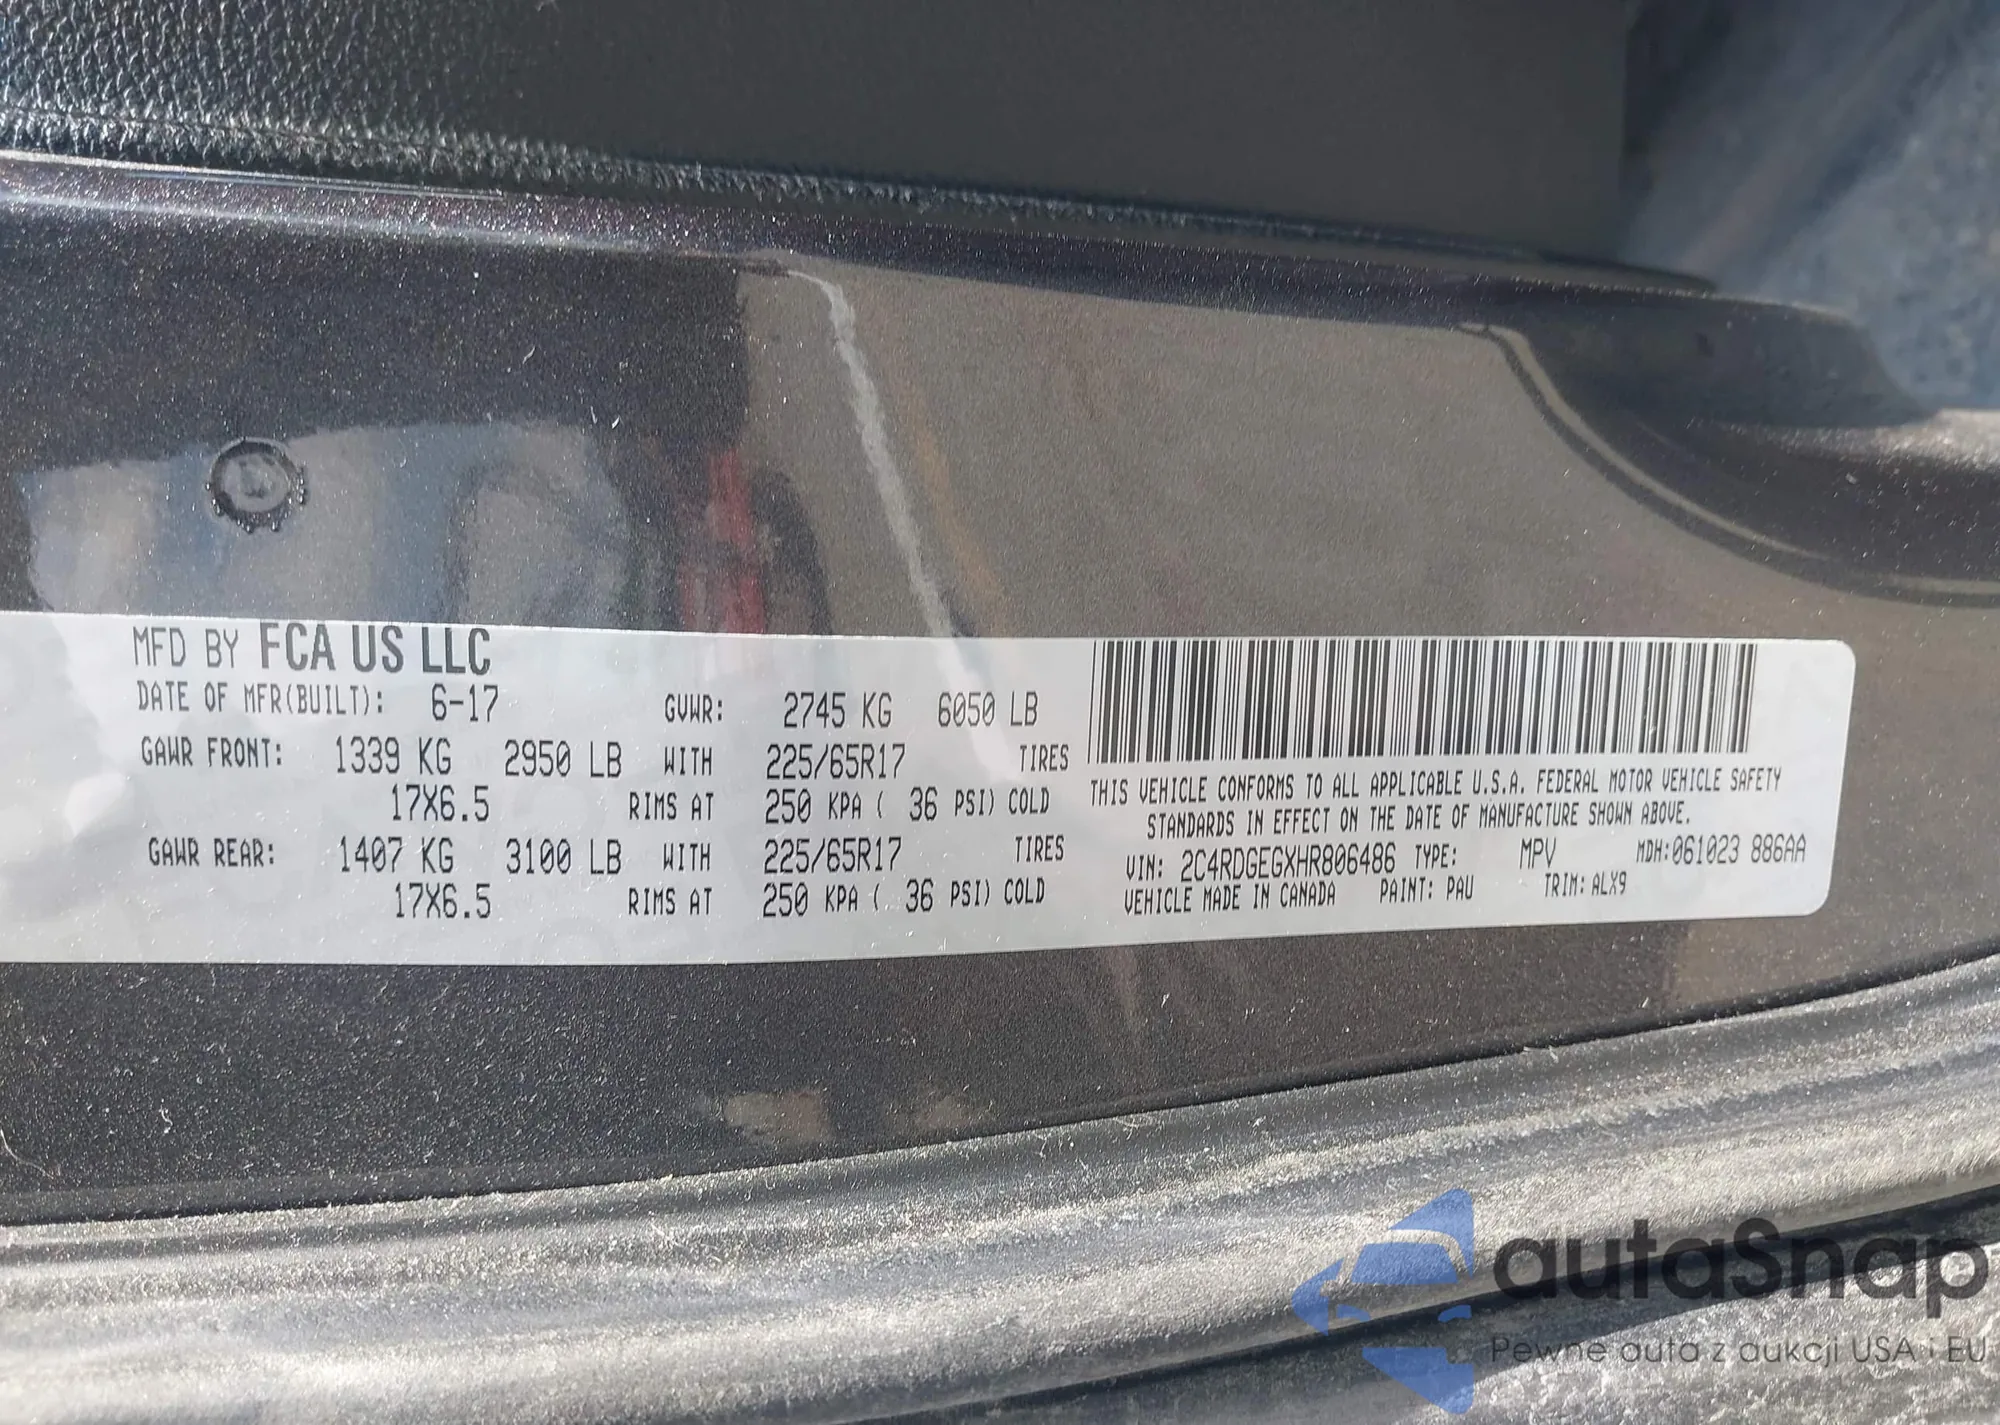 MFD BY FCA US LLC
DATE OF MFR(BUILT): 6-17 GVWR: 2745 KG 6050 LB
GAWR FRONT: 1339 KG 2950 LB WITH 225/65R17 TIRES
17X6.5 RIMS AT 250 KPA ( 36 PSI) COLD
GAWR REAR: 1407 KG 3100 LB WITH 225/65R17 TIRES
17X6.5 RIMS AT 250 KPA ( 36 PSI) COLD
THIS VEHICLE CONFORMS TO ALL APPLICABLE U.S.A. FEDERAL MOTOR VEHICLE SAFETY
STANDARDS IN EFFECT ON THE DATE OF MANUFACTURE SHOWN ABOVE.
VIN: 2C4RDGEGXHR806486 TYPE: MPV MDH:061023 886AA
VEHICLE MADE IN CANADA PAINT: PAU TRIM: ALX9
autaSnap
Pewne auta z aukcji USA i EU